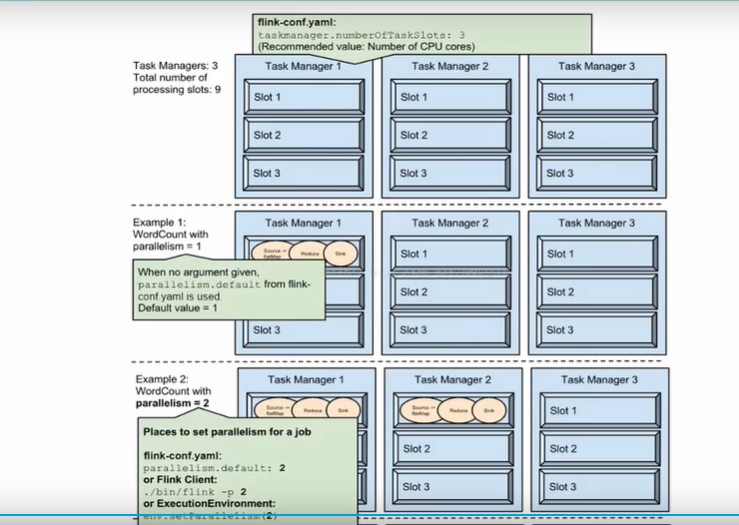 flink-conf.yaml:
taskmanager.numberOfTaskSlots: 3
(Recommended value: Number of CPU cores)
Task Managers: 3
Total number of
processing slots: 9
Task Manager 1
Slot 1
Slot 2
Slot 3
Task Manager 2
Slot 1
Slot 2
Slot 3
Task Manager 3
Slot 1
Slot 2
Slot 3
Example 1:
WordCount with
parallelism = 1
When no argument given,
parallelism.default from flink-
conf.yaml is used.
Default value = 1
Task Manager 1
Source ->
flatMap
Reduce
Sink
Slot 3
Task Manager 2
Slot 1
Slot 2
Slot 3
Task Manager 3
Slot 1
Slot 2
Slot 3
Example 2:
WordCount with
parallelism = 2
Places to set parallelism for a job
flink-conf.yaml:
parallelism.default: 2
or Flink Client:
./bin/flink -p 2
or ExecutionEnvironment:
env.setParallelism(2)
Task Manager 1
Source ->
flatMap
Reduce
Sink
Task Manager 2
Source ->
flatMap
Reduce
Sink
Slot 2
Slot 3
Task Manager 3
Slot 1
Slot 2
Slot 3